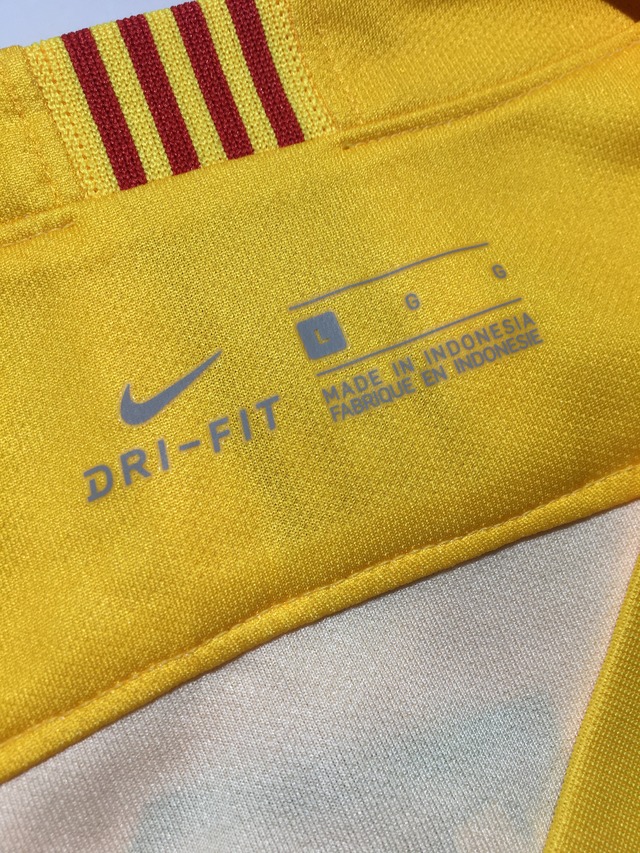 L G G
MADE IN INDONESIA
FABRIQUE EN INDONESIE
DRI-FIT